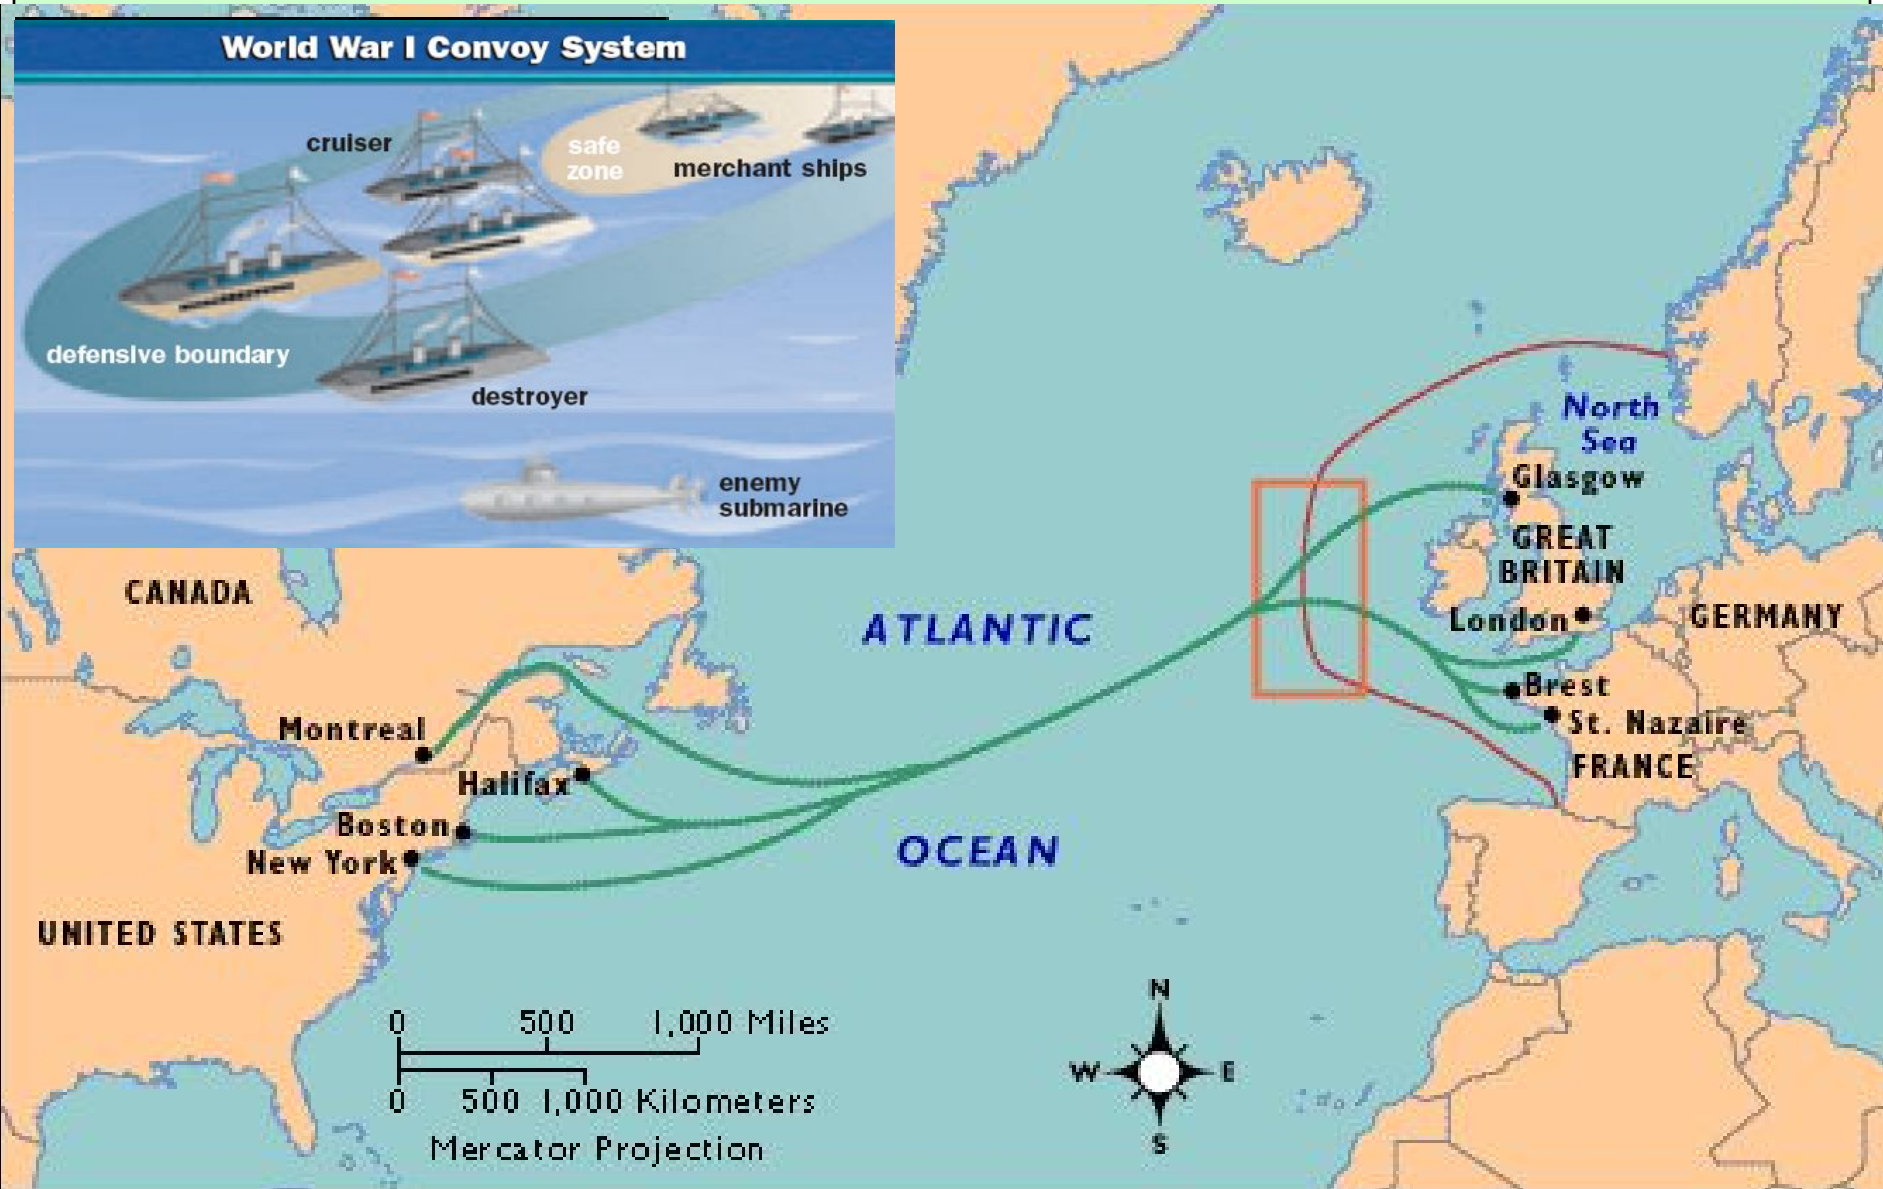 World War I Convoy System
cruiser
safe
zone
merchant ships
defensive boundary
destroyer
enemy
submarine
North
Sea
Glasgow
GREAT
BRITAIN
London
GERMANY
Brest
St. Nazaire
FRANCE
CANADA
ATLANTIC
OCEAN
Montreal
Halifax
Boston
New York
UNITED STATES
0 500 1,000 Miles
0 500 1,000 Kilometers
Mercator Projection
N
W E
S